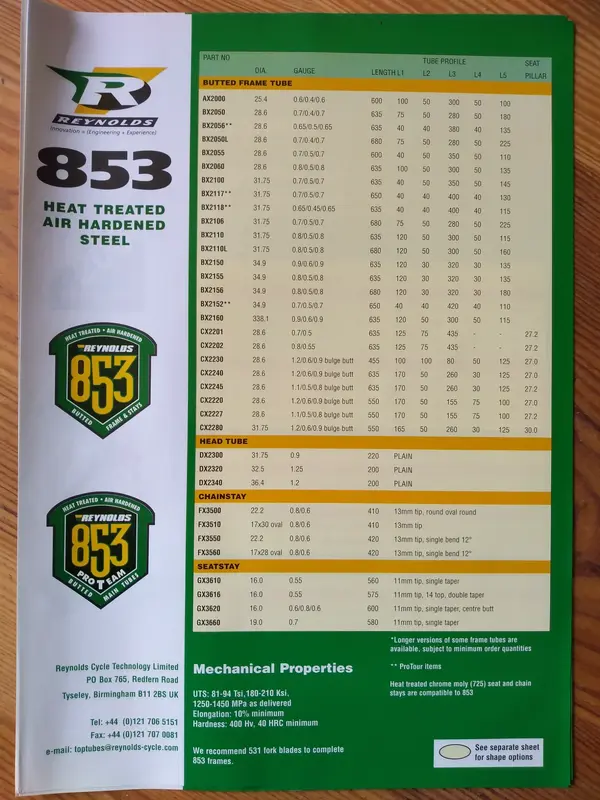 REYNOLDS
(Innovation = (Engineering + Experience)
853
HEAT TREATED
AIR HARDENED
STEEL
HEAT TREATED • AIR HARDENED
REYNOLDS
853
BUTTED FRAME & STAYS
HEAT TREATED • AIR HARDENED
REYNOLDS
853
PRO TEAM
BUTTED MAIN TUBES
Reynolds Cycle Technology Limited
PO Box 765, Redfern Road
Tyseley, Birmingham B11 2BS UK
Tel: +44 (0)121 706 5151
Fax: +44 (0)121 707 0081
e-mail: toptubes@reynolds-cycle.com
PART NO TUBE PROFILE SEAT
DIA. GAUGE LENGTH L1 L2 L3 L4 L5 PILLAR
BUTTED FRAME TUBE
AX2000 25.4 0.6/0.4/0.6 600 100 50 300 50 100
BX2050 28.6 0.7/0.4/0.7 635 75 50 280 50 180
BX2056** 28.6 0.65/0.5/0.65 635 40 40 380 40 135
BX2050L 28.6 0.7/0.4/0.7 680 75 50 280 50 225
BX2055 28.6 0.7/0.5/0.7 600 40 50 350 50 110
BX2060 28.6 0.8/0.5/0.8 635 100 50 300 50 135
BX2100 31.75 0.7/0.5/0.7 635 40 50 350 50 145
BX2117** 31.75 0.7/0.5/0.7 650 40 40 400 40 130
BX2118** 31.75 0.65/0.45/0.65 635 40 40 400 40 115
BX2106 31.75 0.7/0.5/0.7 680 75 50 280 50 225
BX2110 31.75 0.8/0.5/0.8 635 120 50 300 50 115
BX2110L 31.75 0.8/0.5/0.8 680 120 50 300 50 160
BX2150 34.9 0.9/0.6/0.9 635 120 30 320 30 135
BX2155 34.9 0.8/0.5/0.8 635 120 30 320 30 135
BX2156 34.9 0.8/0.5/0.8 680 120 30 320 30 180
BX2152** 34.9 0.7/0.5/0.7 650 40 40 420 40 110
BX2160 338.1 0.9/0.6/0.9 635 120 50 300 50 115
CX2201 28.6 0.7/0.5 635 125 75 435 - - 27.2
CX2202 28.6 0.8/0.55 635 125 75 435 - - 27.2
CX2230 28.6 1.2/0.6/0.9 bulge butt 455 100 100 80 50 125 27.0
CX2240 28.6 1.2/0.6/0.9 bulge butt 635 170 50 260 30 125 27.0
CX2245 28.6 1.1/0.5/0.8 bulge butt 635 170 50 260 30 125 27.2
CX2220 28.6 1.2/0.6/0.9 bulge butt 550 170 50 155 75 100 27.0
CX2227 28.6 1.1/0.5/0.8 bulge butt 550 170 50 155 75 100 27.2
CX2280 31.75 1.2/0.6/0.9 bulge butt 550 165 50 260 30 125 30.0
HEAD TUBE
DX2300 31.75 0.9 220 PLAIN
DX2320 32.5 1.25 200 PLAIN
DX2340 36.4 1.2 200 PLAIN
CHAINSTAY
FX3500 22.2 0.8/0.6 410 13mm tip, round oval round
FX3510 17x30 oval 0.8/0.6 410 13mm tip
FX3550 22.2 0.8/0.6 420 13mm tip, single bend 12°
FX3560 17x28 oval 0.8/0.6 420 13mm tip, single bend 12°
SEATSTAY
GX3610 16.0 0.55 560 11mm tip, single taper
GX3616 16.0 0.55 575 11mm tip, 14 top, double taper
GX3620 16.0 0.6/0.8/0.6 600 11mm tip, single taper, centre butt
GX3660 19.0 0.7 580 11mm tip, single taper
*Longer versions of some frame tubes are
available, subject to minimum order quantities
** ProTour items
Heat treated chrome moly (725) seat and chain
stays are compatible to 853
Mechanical Properties
UTS: 81-94 Tsi,180-210 Ksi,
1250-1450 MPa as delivered
Elongation: 10% minimum
Hardness: 400 Hv, 40 HRC minimum
We recommend 531 fork blades to complete
853 frames.
See separate sheet
for shape options